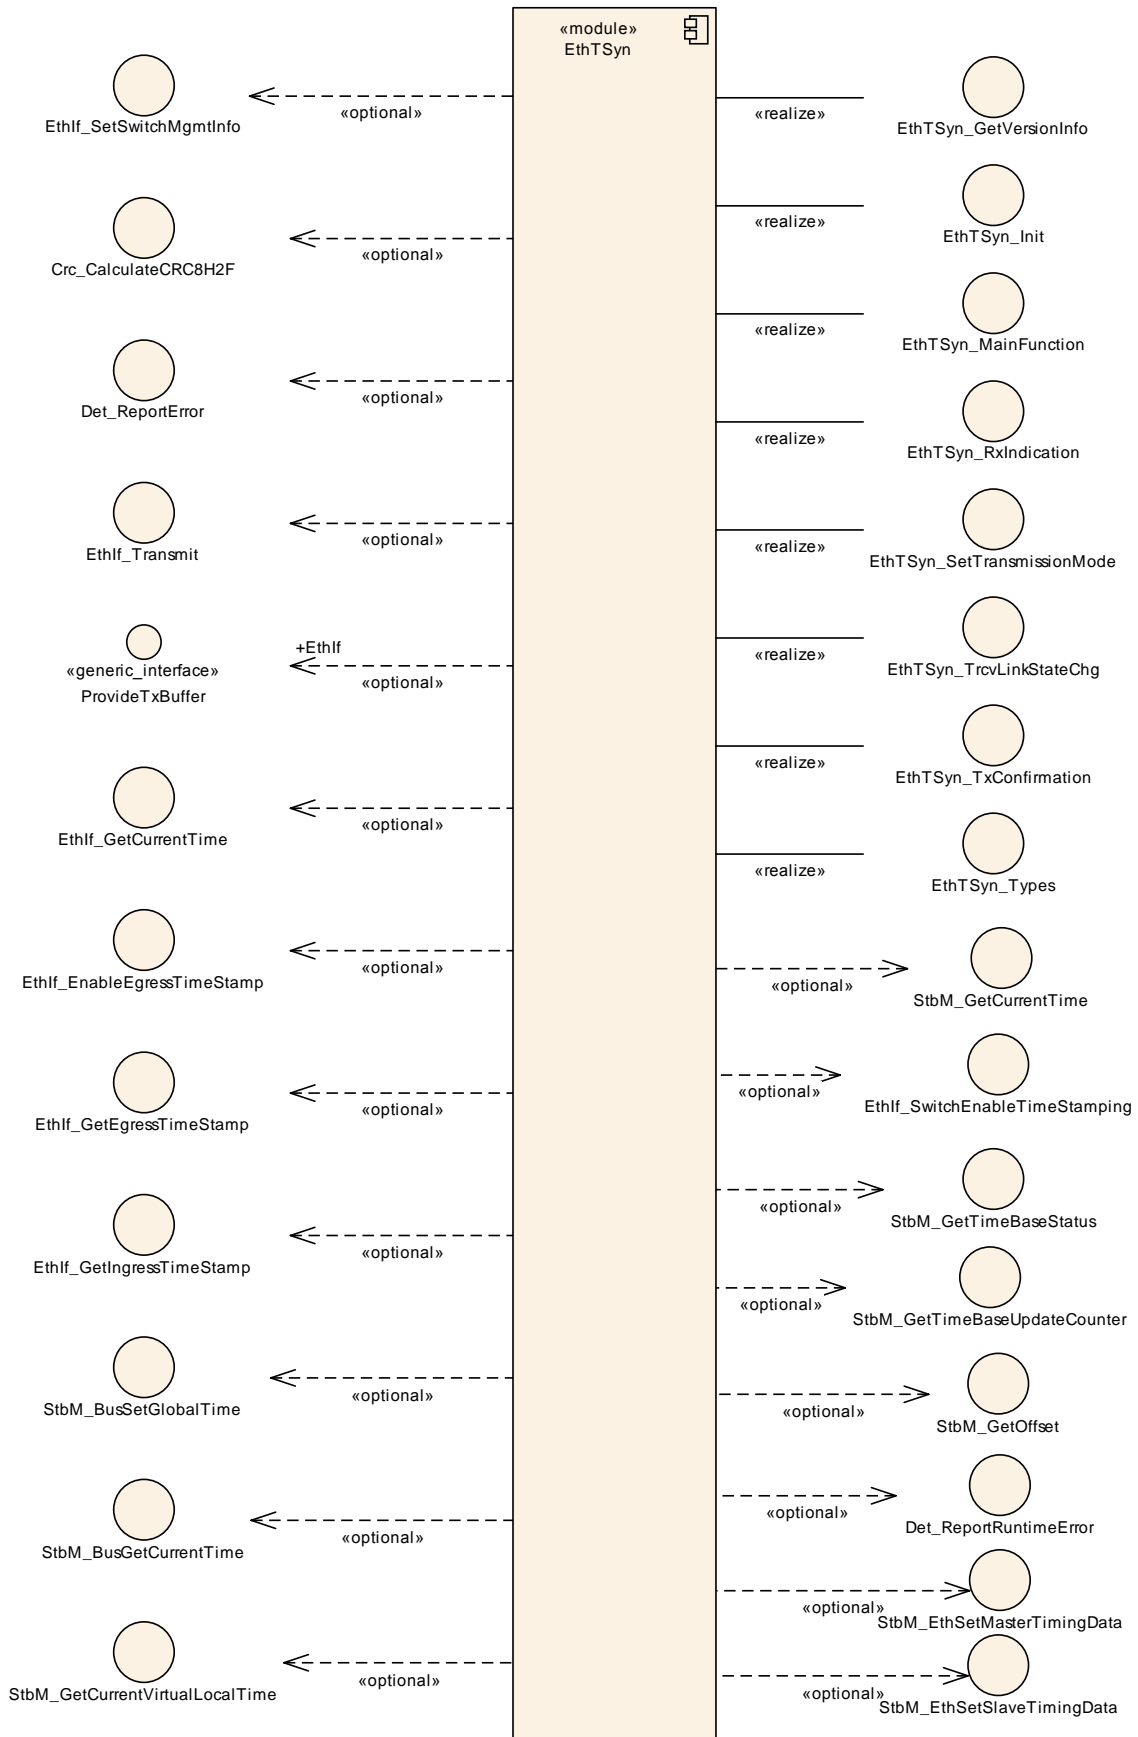 «module»
EthTSyn
EthIf_SetSwitchMgmtInfo
«optional»
Crc_CalculateCRC8H2F
«optional»
Det_ReportError
«optional»
EthIf_Transmit
«optional»
«generic_interface»
ProvideTxBuffer
+EthIf
«optional»
EthIf_GetCurrentTime
«optional»
EthIf_EnableEgressTimeStamp
«optional»
EthIf_GetEgressTimeStamp
«optional»
EthIf_GetIngressTimeStamp
«optional»
StbM_BusSetGlobalTime
«optional»
StbM_BusGetCurrentTime
«optional»
StbM_GetCurrentVirtualLocalTime
«optional»
«realize»
EthTSyn_GetVersionInfo
«realize»
EthTSyn_Init
«realize»
EthTSyn_MainFunction
«realize»
EthTSyn_RxIndication
«realize»
EthTSyn_SetTransmissionMode
«realize»
EthTSyn_TrcvLinkStateChg
«realize»
EthTSyn_TxConfirmation
«realize»
EthTSyn_Types
«optional»
StbM_GetCurrentTime
«optional»
EthIf_SwitchEnableTimeStamping
«optional»
StbM_GetTimeBaseStatus
«optional»
StbM_GetTimeBaseUpdateCounter
«optional»
StbM_GetOffset
«optional»
Det_ReportRuntimeError
«optional»
StbM_EthSetMasterTimingData
«optional»
StbM_EthSetSlaveTimingData